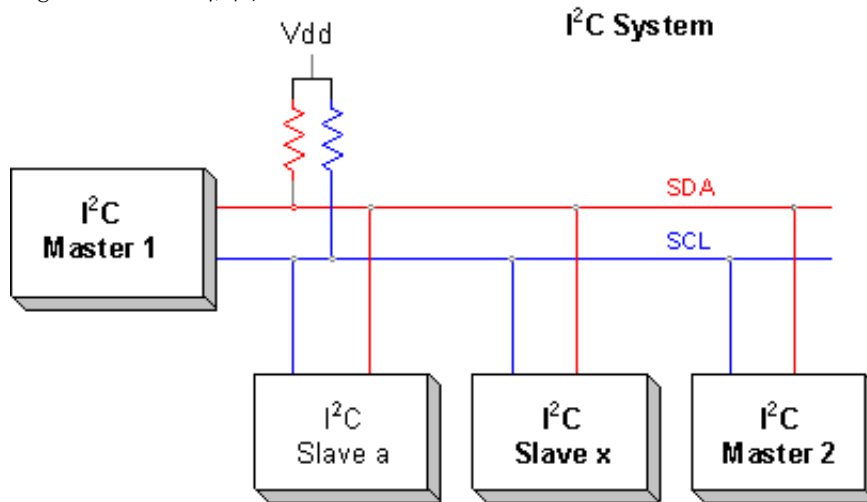 I²C System
Vdd
SDA
I²C
Master 1
SCL
I²C
Slave a
I²C
Slave x
I²C
Master 2